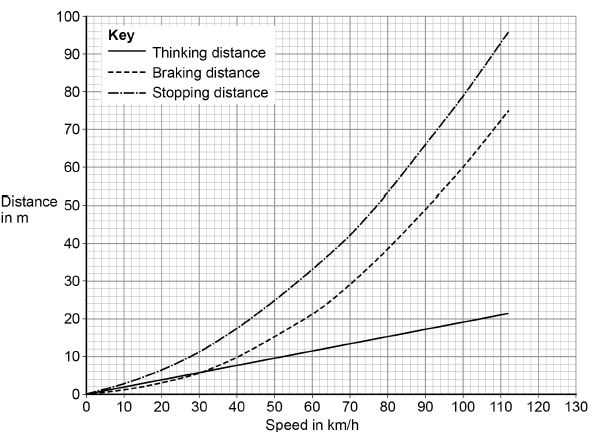 100
90
80
70
60
50
40
30
20
10
0
Distance
in m
Key
Thinking distance
Braking distance
Stopping distance
0 10 20 30 40 50 60 70 80 90 100 110 120 130
Speed in km/h